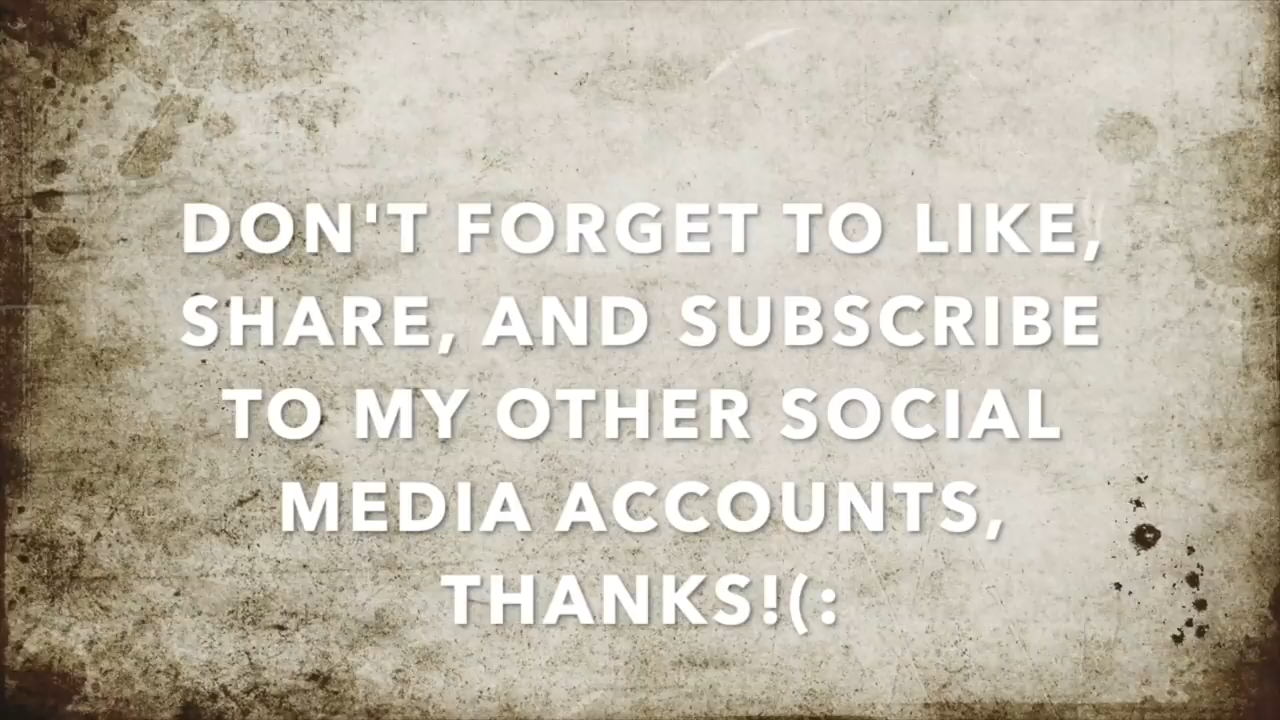 DON'T FORGET TO LIKE,
SHARE, AND SUBSCRIBE
TO MY OTHER SOCIAL
MEDIA ACCOUNTS,
THANKS!(: